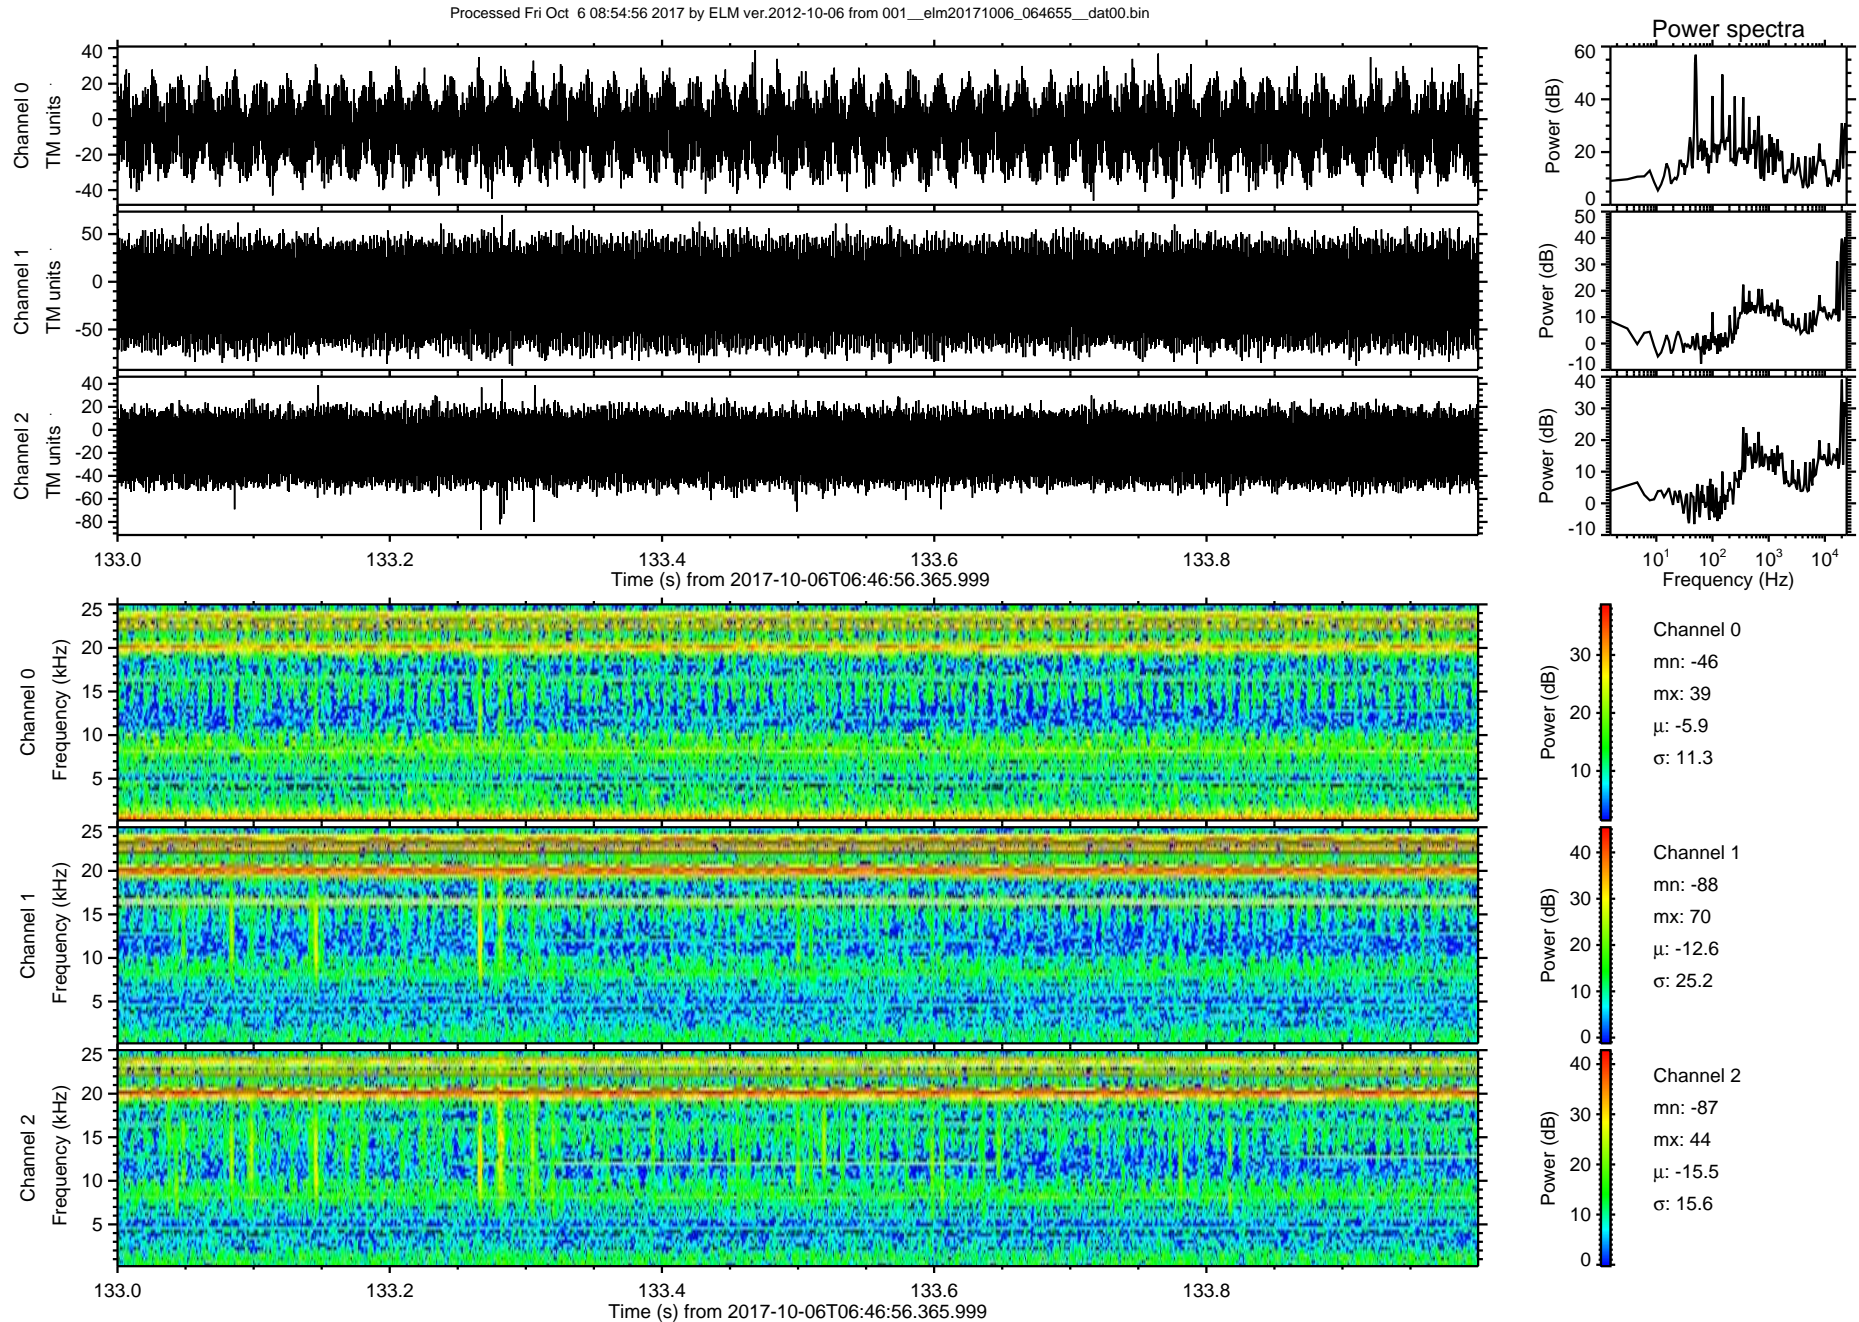 Processed Fri Oct  6 08:54:56 2017 by ELM ver.2012-10-06 from 001__elm20171006_064655__dat00.bin
Power spectra
Channel 0
TM units
40
20
0
-20
-40
Power (dB)
60
40
20
0
Channel 1
TM units
50
0
-50
Power (dB)
50
40
30
20
10
0
-10
Channel 2
TM units
40
20
0
-20
-40
-60
-80
Power (dB)
40
30
20
10
0
-10
133.0 133.2 133.4 133.6 133.8
Time (s) from 2017-10-06T06:46:56.365.999
10¹ 10² 10³ 10⁴
Frequency (Hz)
Channel 0
Frequency (kHz)
25
20
15
10
5
Power (dB)
30
20
10
Channel 0
mn: -46
mx: 39
μ: -5.9
σ: 11.3
Channel 1
Frequency (kHz)
25
20
15
10
5
Power (dB)
40
30
20
10
0
Channel 1
mn: -88
mx: 70
μ: -12.6
σ: 25.2
Channel 2
Frequency (kHz)
25
20
15
10
5
Power (dB)
40
30
20
10
0
Channel 2
mn: -87
mx: 44
μ: -15.5
σ: 15.6
133.0 133.2 133.4 133.6 133.8
Time (s) from 2017-10-06T06:46:56.365.999